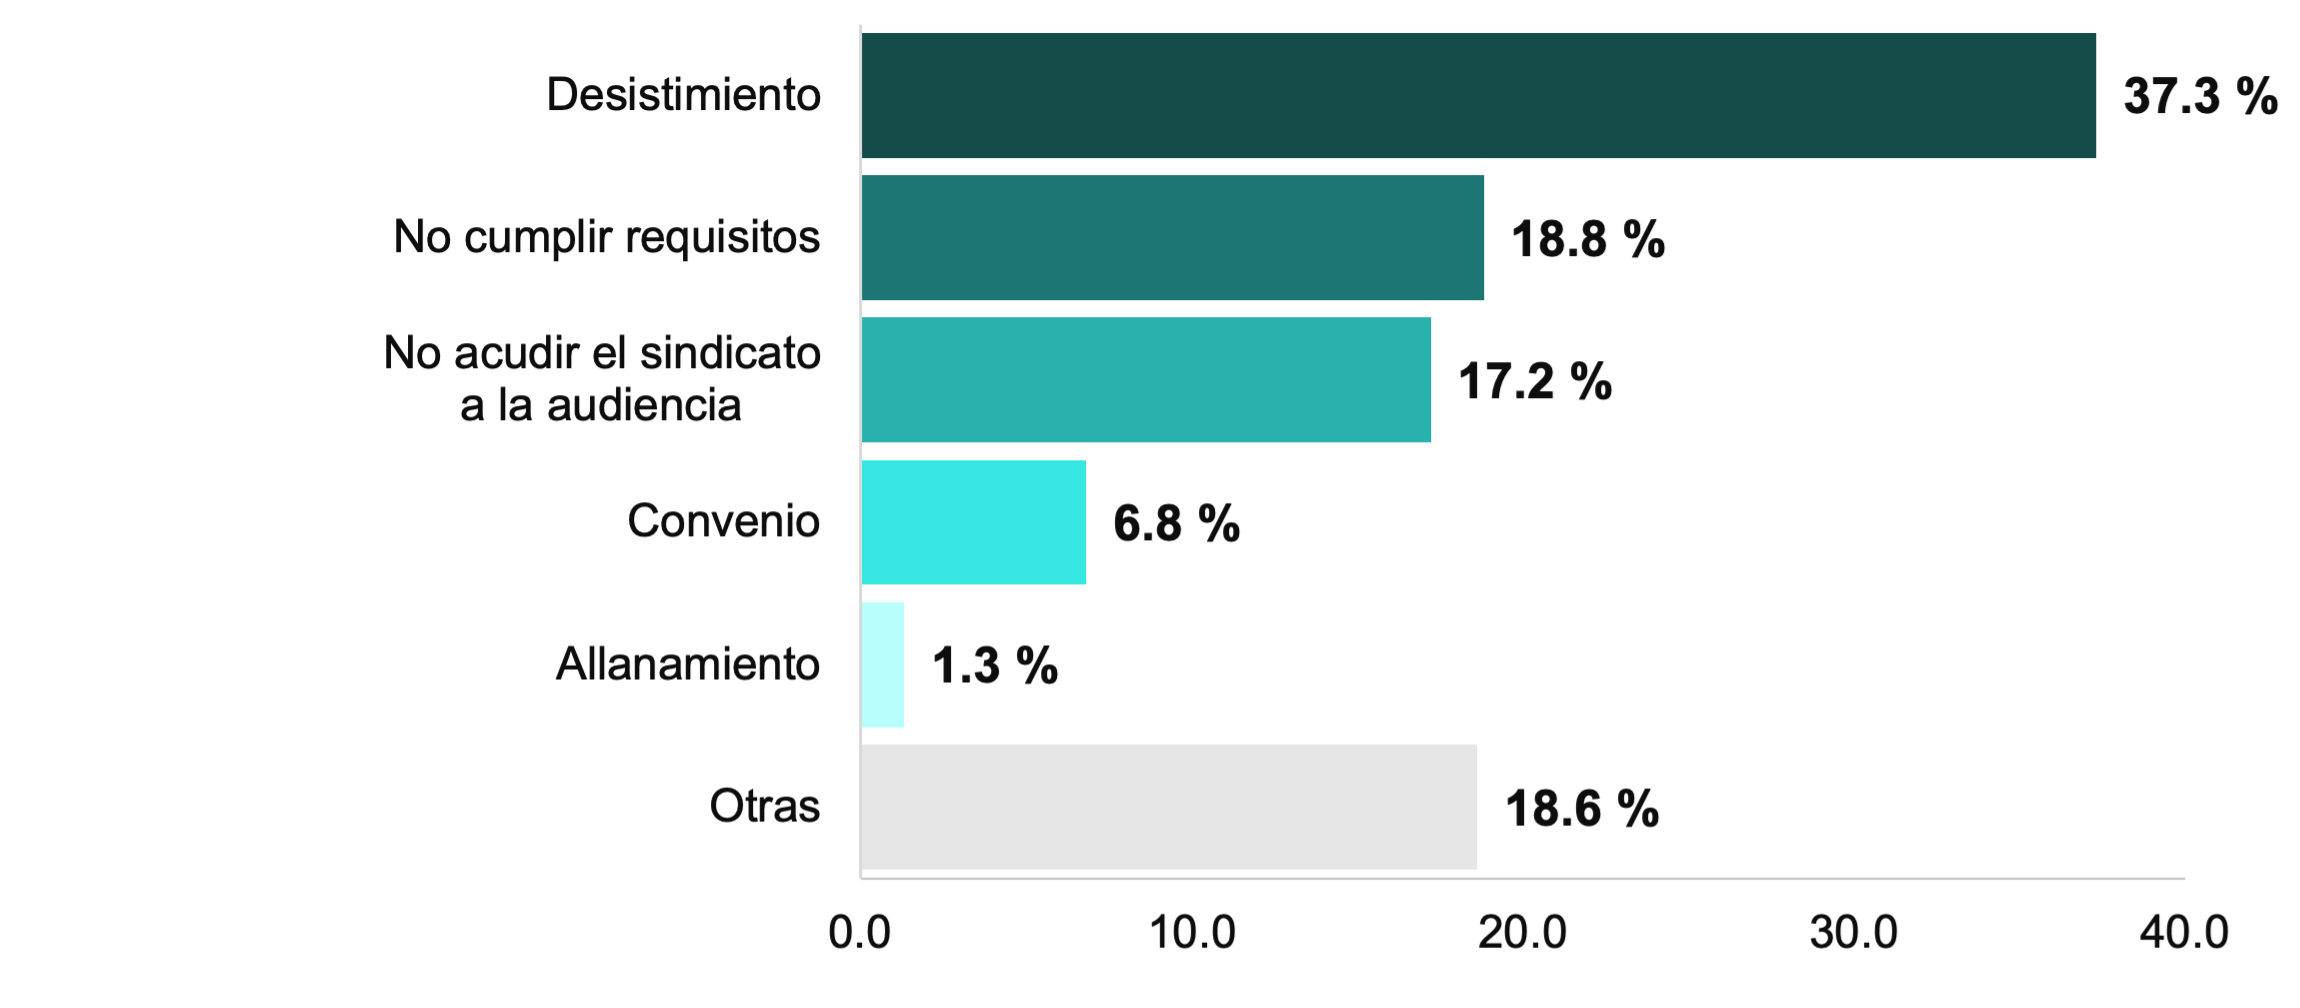 Desistimiento
37.3 %
No cumplir requisitos
18.8 %
No acudir el sindicato
a la audiencia
17.2 %
Convenio
6.8 %
Allanamiento
1.3 %
Otras
18.6 %
0.0 10.0 20.0 30.0 40.0